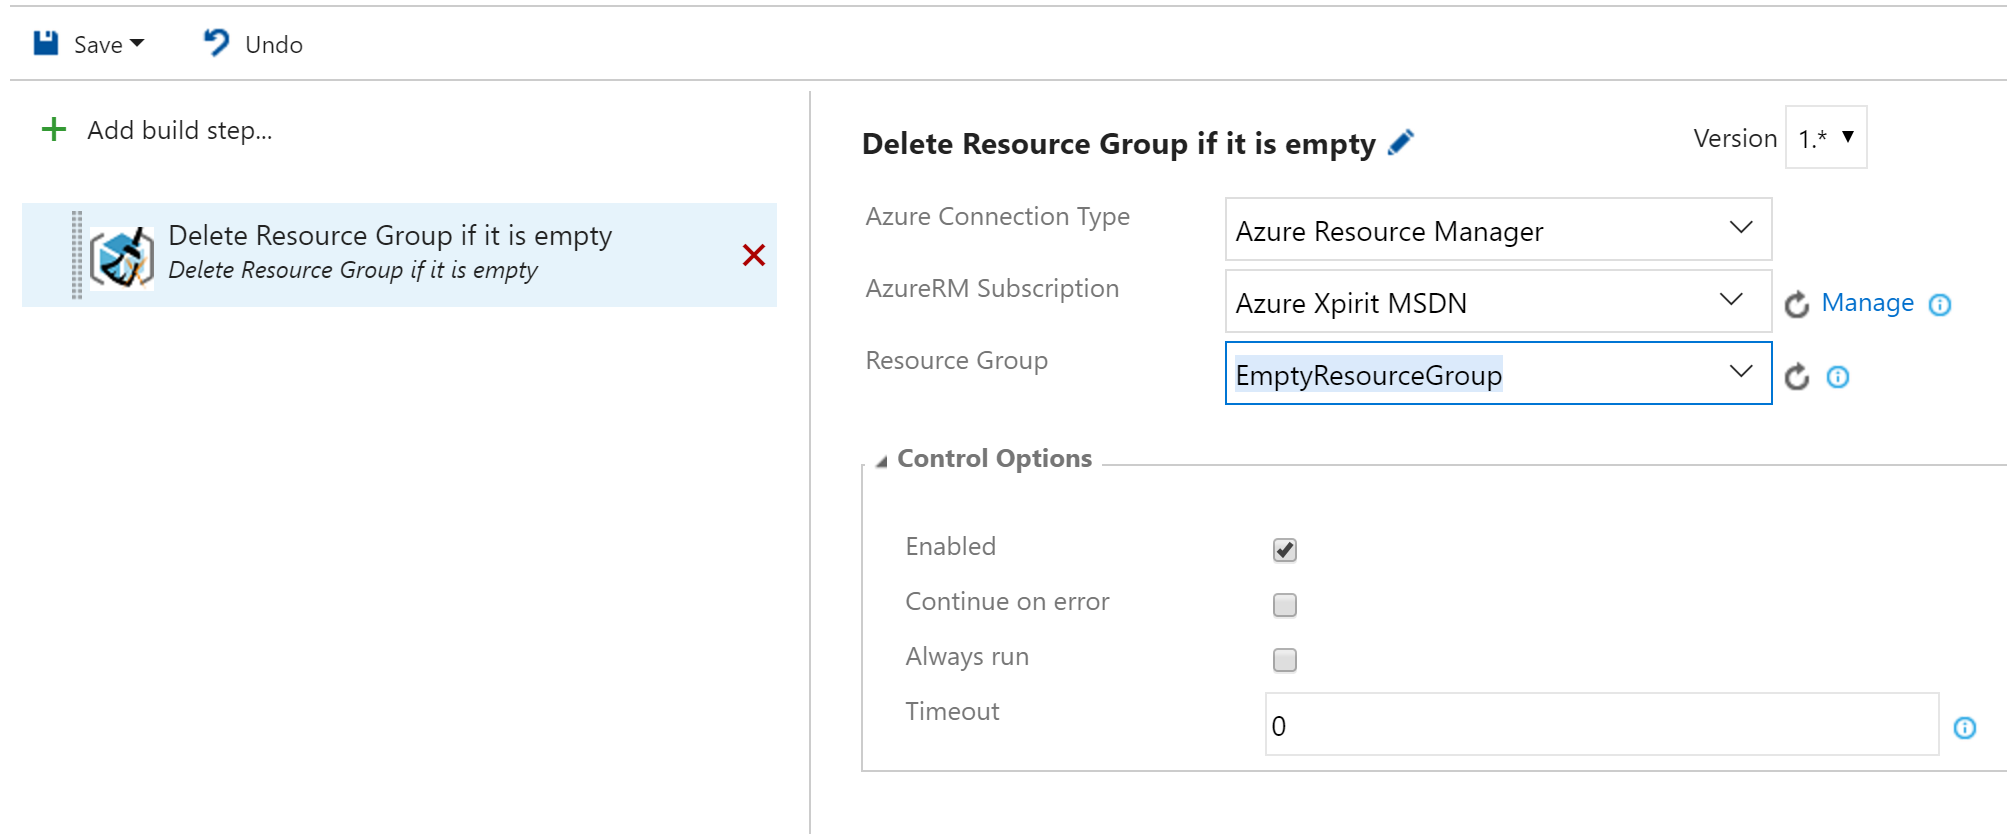 Save Undo
Add build step...
Delete Resource Group if it is empty
Delete Resource Group if it is empty
Delete Resource Group if it is empty Version 1.*
Azure Connection Type Azure Resource Manager
AzureRM Subscription Azure Xpirit MSDN Manage
Resource Group EmptyResourceGroup
Control Options
Enabled
Continue on error
Always run
Timeout 0